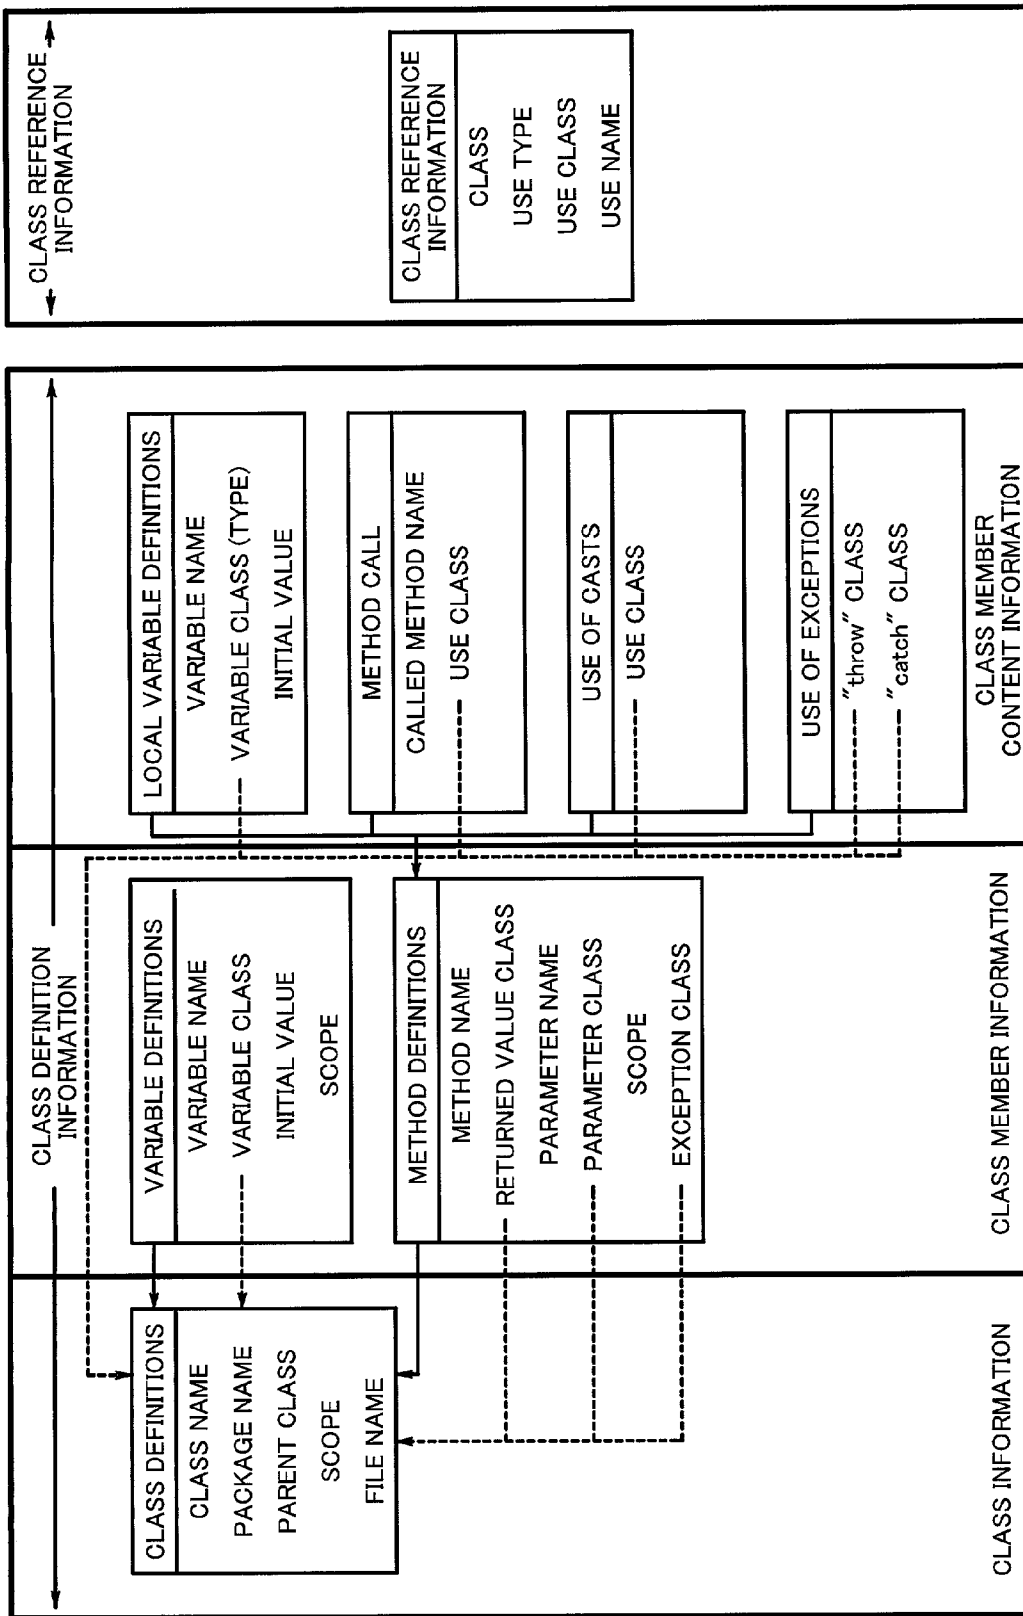 CLASS DEFINITION
INFORMATION
CLASS DEFINITIONS
CLASS NAME
PACKAGE NAME
PARENT CLASS
SCOPE
FILE NAME
CLASS INFORMATION
VARIABLE DEFINITIONS
VARIABLE NAME
VARIABLE CLASS
INITIAL VALUE
SCOPE
METHOD DEFINITIONS
METHOD NAME
RETURNED VALUE CLASS
PARAMETER NAME
PARAMETER CLASS
SCOPE
EXCEPTION CLASS
CLASS MEMBER INFORMATION
LOCAL VARIABLE DEFINITIONS
VARIABLE NAME
VARIABLE CLASS (TYPE)
INITIAL VALUE
METHOD CALL
CALLED METHOD NAME
USE CLASS
USE OF CASTS
USE CLASS
USE OF EXCEPTIONS
"throw" CLASS
"catch" CLASS
CLASS MEMBER
CONTENT INFORMATION
CLASS REFERENCE
INFORMATION
CLASS REFERENCE
INFORMATION
CLASS
USE TYPE
USE CLASS
USE NAME